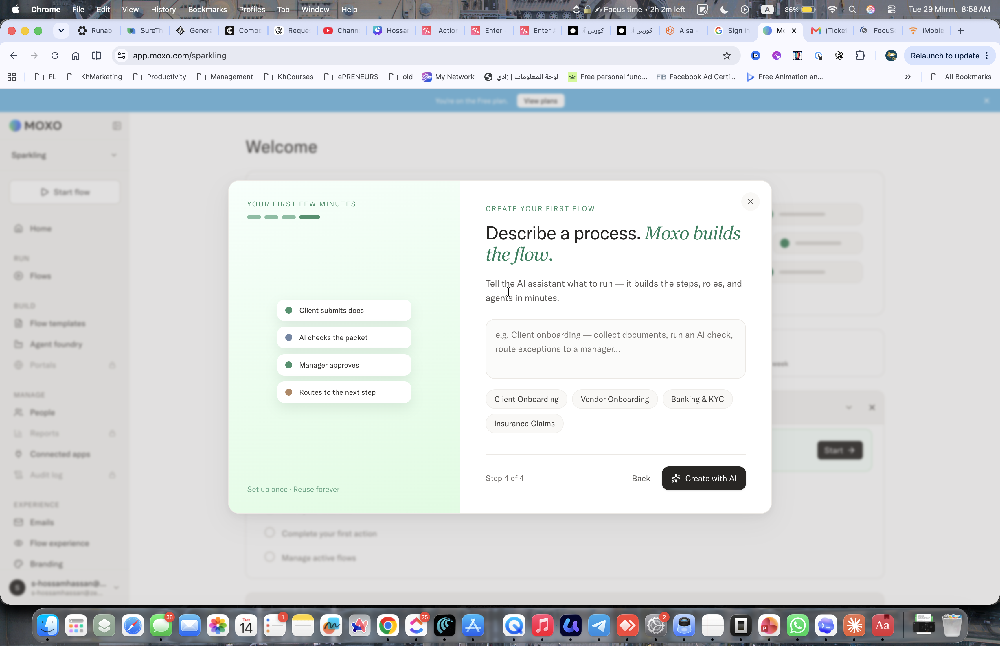 Chrome File Edit View History Bookmarks Profiles Tab Window Help
Focus time • 2h 2m left
A
86%
Tue 29 Mhrm. 8:58 AM
Runabl
SureTh
Genera
Compo
Reque
Chann
Hossar
[Action
Enter -
Enter /
كورس أ
كورس أ
Alsa -
Sign in
Mo
(Ticke
FocuS
iMobie
app.moxo.com/sparkling
Relaunch to update
FL
KhMarketing
Productivity
Management
KhCourses
ePRENEURS
old
My Network
لوحة المعلومات | زادي
Free personal fund...
FB Facebook Ad Certi...
Free Animation an...
All Bookmarks
You're on the Free plan.
View plans
MOXO
Sparkling
Start flow
Home
RUN
Flows
BUILD
Flow templates
Agent foundry
Portals
MANAGE
People
Reports
Connected apps
Audit log
EXPERIENCE
Emails
Flow experience
Branding
s-hossamhassan@...
Welcome
week
Start
Complete your first action
Manage active flows
YOUR FIRST FEW MINUTES
Client submits docs
AI checks the packet
Manager approves
Routes to the next step
Set up once · Reuse forever
CREATE YOUR FIRST FLOW
Describe a process. Moxo builds
the flow.
Tell the AI assistant what to run — it builds the steps, roles, and
agents in minutes.
e.g. Client onboarding — collect documents, run an AI check,
route exceptions to a manager...
Client Onboarding
Vendor Onboarding
Banking & KYC
Insurance Claims
Step 4 of 4
Back
Create with AI
38
Tue
14
1
75
2
P
Aa